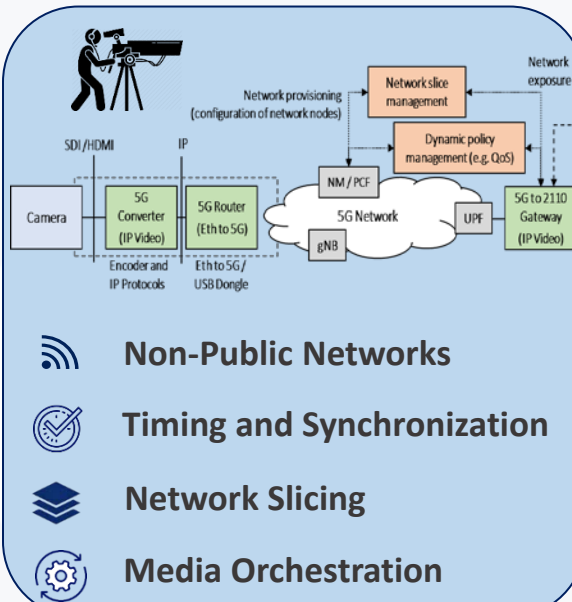 Network
exposure
Network slice
management
Network provisioning
(configuration of network nodes)
Dynamic policy
management (e.g. QoS)
SDI/HDMI
IP
Camera
5G
Converter
(IP Video)
5G Router
(Eth to 5G)
NM / PCF
5G Network
gNB
UPF
5G to 2110
Gateway
(IP Video)
Encoder and
IP Protocols
Eth to 5G /
USB Dongle
Non-Public Networks
Timing and Synchronization
Network Slicing
Media Orchestration